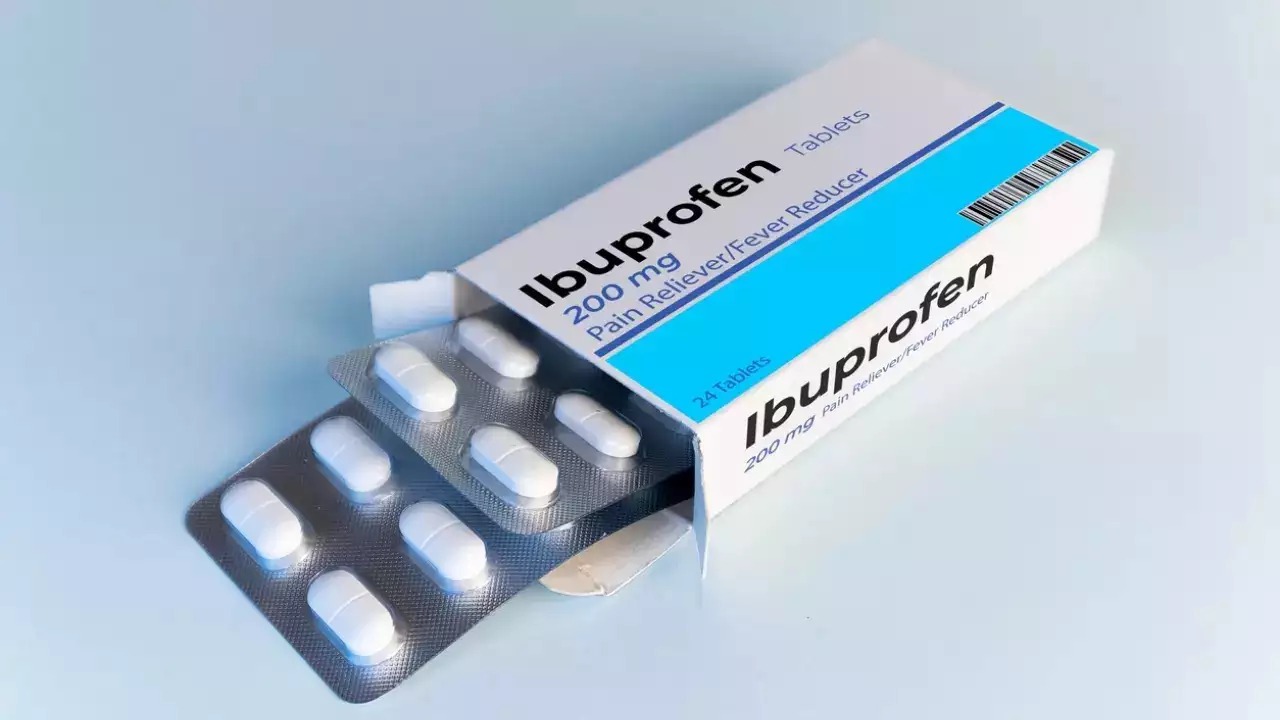 Ibuprofen Tablets
200 mg
Pain Reliever/Fever Reducer
24 Tablets
Ibuprofen
200 mg Pain Reliever/Fever Reducer